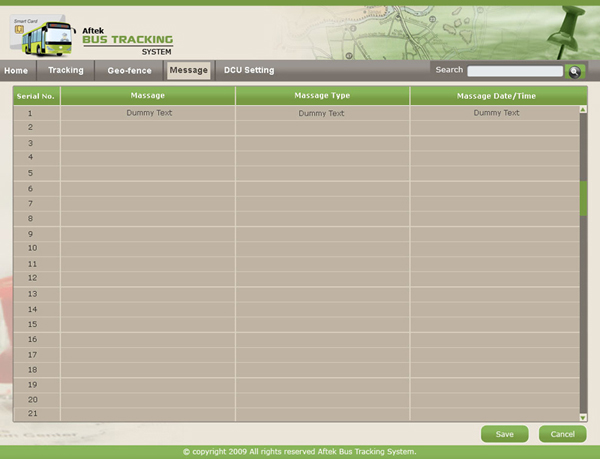 Smart Card
Aftek
BUS TRACKING
SYSTEM
Home Tracking Geo-fence Message DCU Setting Search
Serial No. Massage Massage Type Massage Date/Time
1 Dummy Text Dummy Text Dummy Text
2
3
4
5
6
7
8
9
10
11
12
13
14
15
16
17
18
19
20
21
Save Cancel
© copyright 2009 All rights reserved Aftek Bus Tracking System.